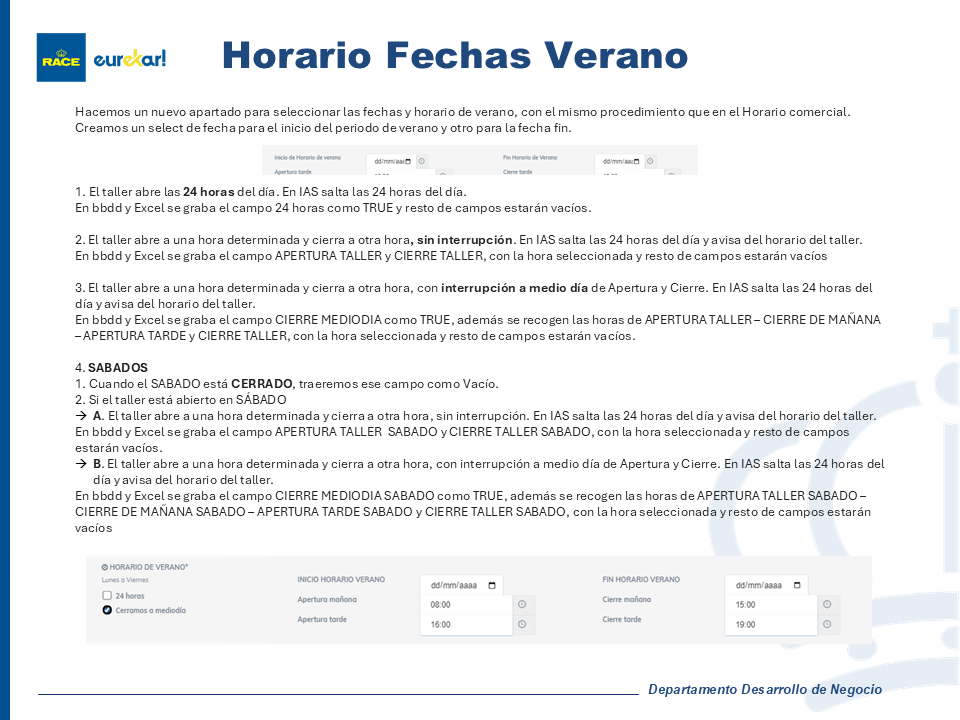 RACE eurekar! Horario Fechas Verano
Hacemos un nuevo apartado para seleccionar las fechas y horario de verano, con el mismo procedimiento que en el Horario comercial.
Creamos un select de fecha para el inicio del periodo de verano y otro para la fecha fin.
Inicio de Horario de verano dd/mm/aaaa Fin Horario de Verano dd/mm/aaaa
Apertura tarde Cierre tarde
1. El taller abre las 24 horas del día. En IAS salta las 24 horas del día.
En bbdd y Excel se graba el campo 24 horas como TRUE y resto de campos estarán vacíos.
2. El taller abre a una hora determinada y cierra a otra hora, sin interrupción. En IAS salta las 24 horas del día y avisa del horario del taller.
En bbdd y Excel se graba el campo APERTURA TALLER y CIERRE TALLER, con la hora seleccionada y resto de campos estarán vacíos
3. El taller abre a una hora determinada y cierra a otra hora, con interrupción a medio día de Apertura y Cierre. En IAS salta las 24 horas del
día y avisa del horario del taller.
En bbdd y Excel se graba el campo CIERRE MEDIODIA como TRUE, además se recogen las horas de APERTURA TALLER – CIERRE DE MAÑANA
– APERTURA TARDE y CIERRE TALLER, con la hora seleccionada y resto de campos estarán vacíos.
4. SABADOS
1. Cuando el SABADO está CERRADO, traeremos ese campo como Vacío.
2. Si el taller está abierto en SÁBADO
→ A. El taller abre a una hora determinada y cierra a otra hora, sin interrupción. En IAS salta las 24 horas del día y avisa del horario del taller.
En bbdd y Excel se graba el campo APERTURA TALLER SABADO y CIERRE TALLER SABADO, con la hora seleccionada y resto de campos
estarán vacíos.
→ B. El taller abre a una hora determinada y cierra a otra hora, con interrupción a medio día de Apertura y Cierre. En IAS salta las 24 horas del
día y avisa del horario del taller.
En bbdd y Excel se graba el campo CIERRE MEDIODIA SABADO como TRUE, además se recogen las horas de APERTURA TALLER SABADO –
CIERRE DE MAÑANA SABADO – APERTURA TARDE SABADO y CIERRE TALLER SABADO, con la hora seleccionada y resto de campos estarán
vacíos
HORARIO DE VERANO*
Lunes a Viernes
24 horas
Cerramos a mediodía
INICIO HORARIO VERANO dd/mm/aaaa
Apertura mañana 08:00
Apertura tarde 16:00
FIN HORARIO VERANO dd/mm/aaaa
Cierre mañana 15:00
Cierre tarde 19:00
Departamento Desarrollo de Negocio